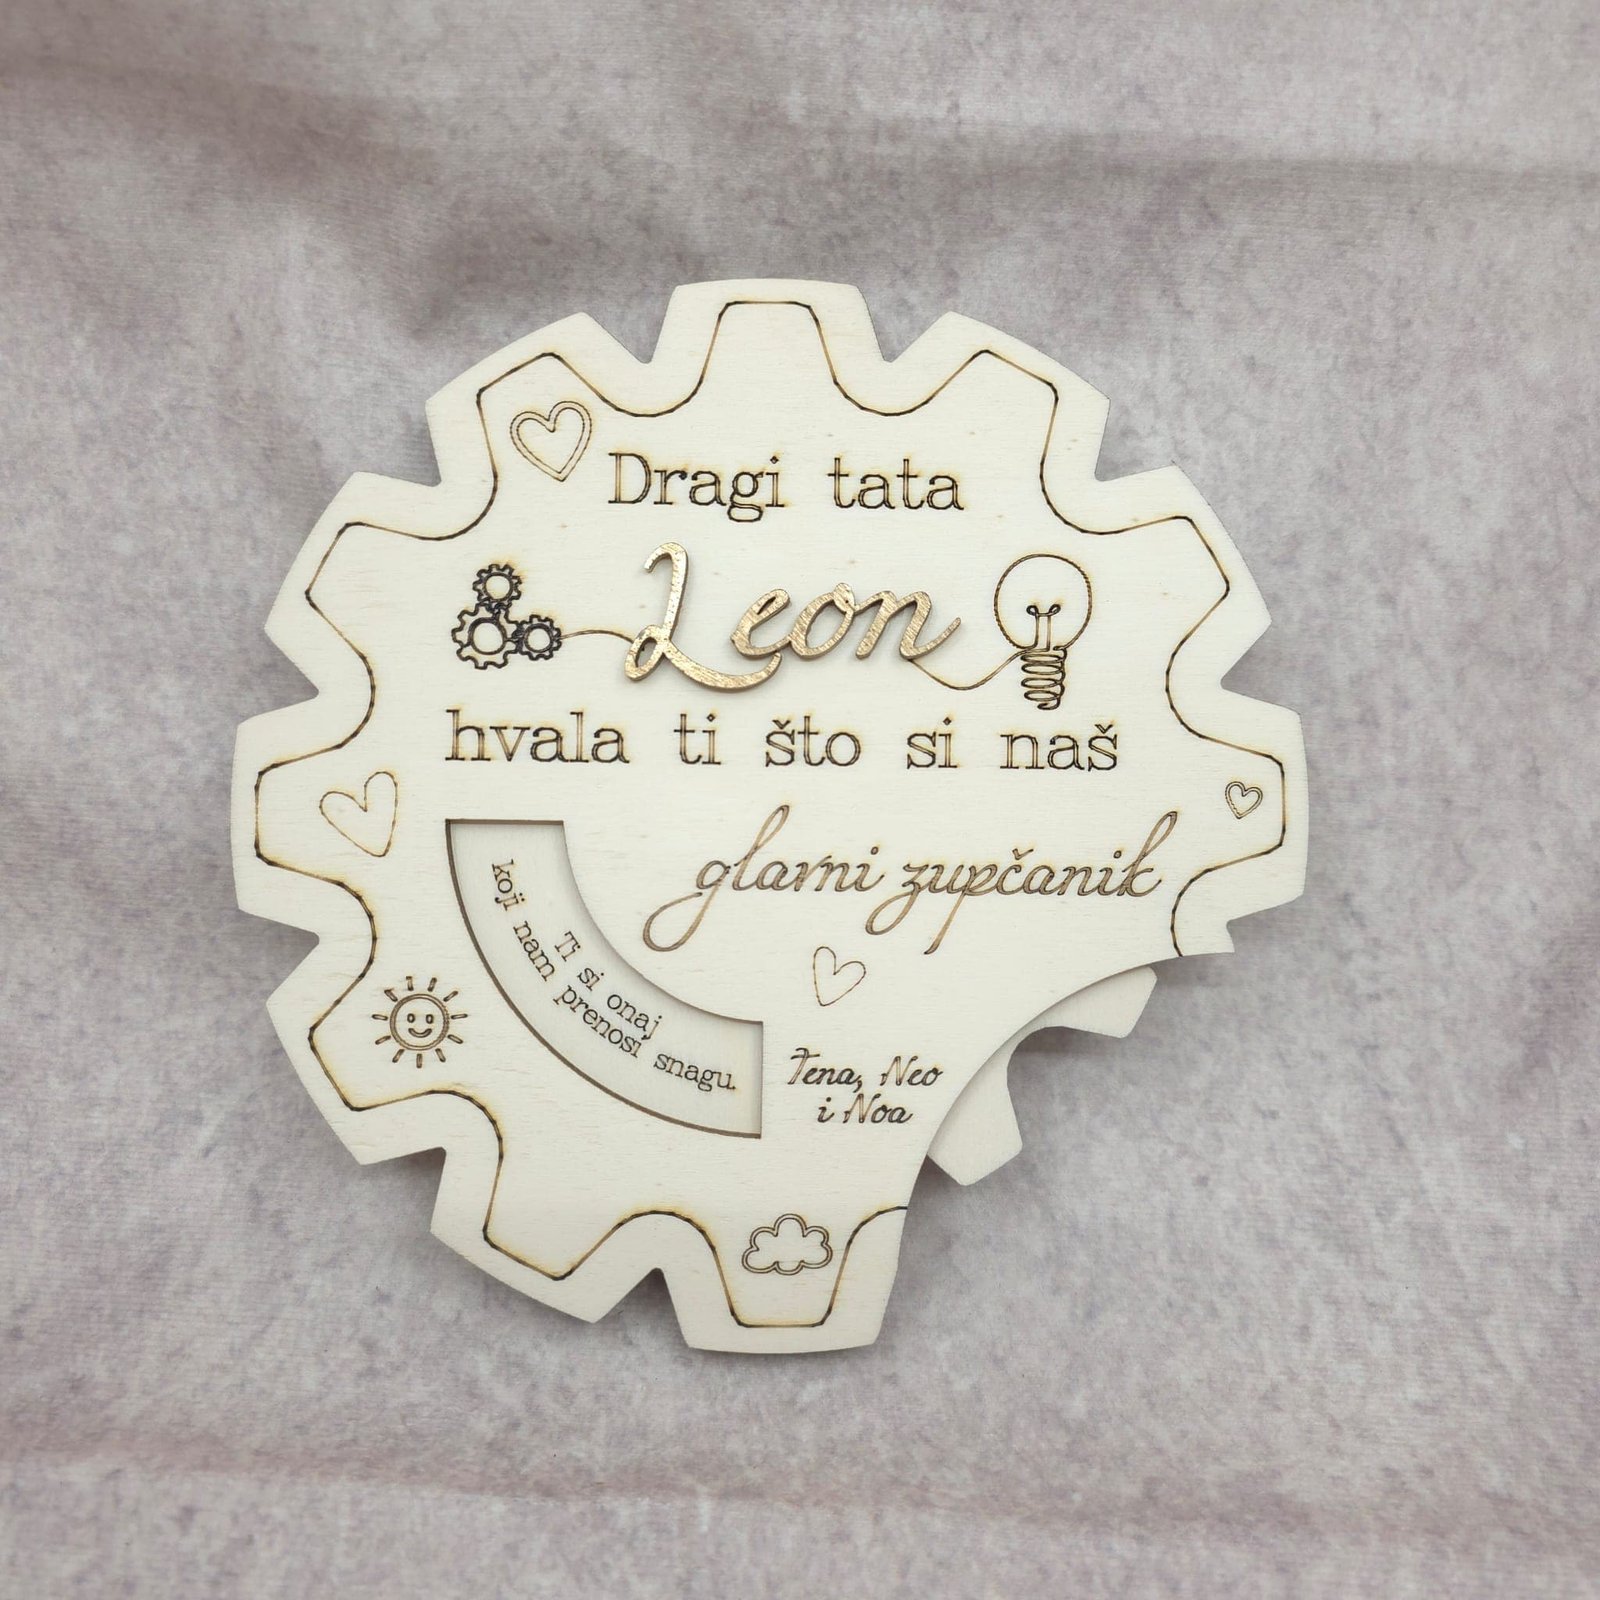 Dragi tata
Leon
hvala ti što si naš
glavni zupčanik
Ti si onaj
koji nam prenosi snagu.
Tena, Neo
i Noa